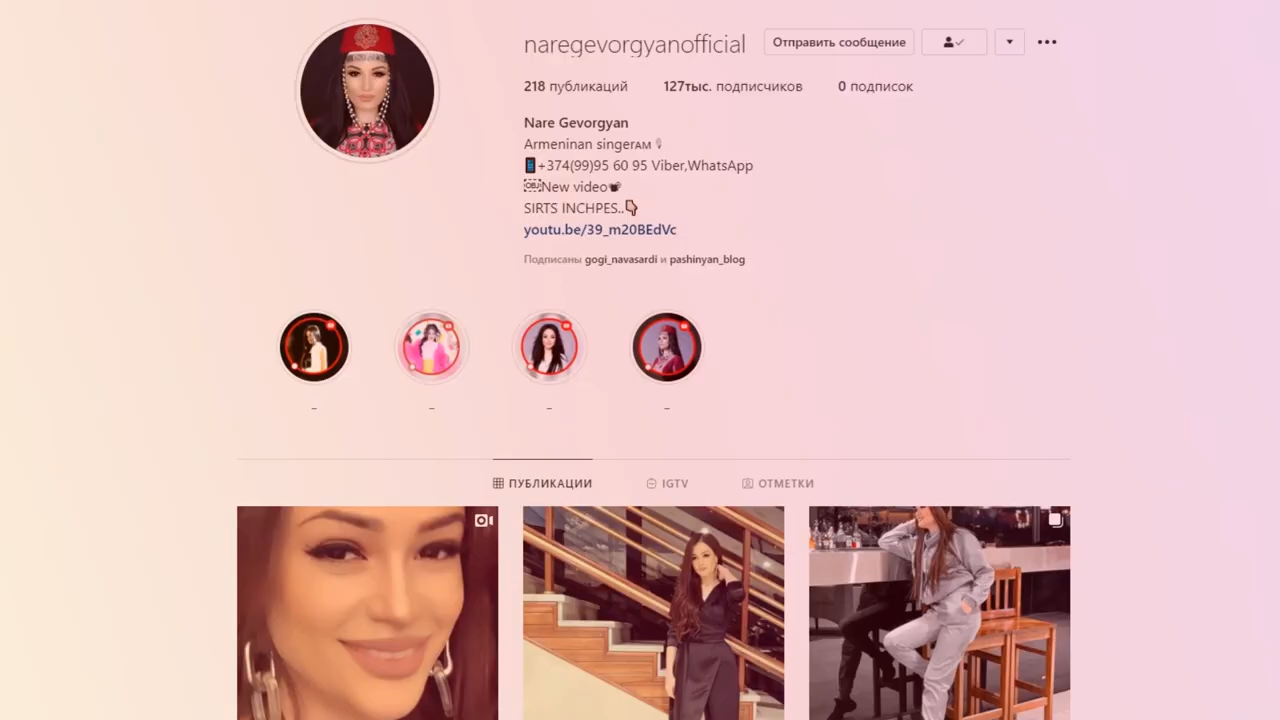 naregevorgyanofficial
Отправить сообщение
218 публикаций 127тыс. подписчиков 0 подписок
Nare Gevorgyan
Armeninan singerᴀᴍ
+374(99)95 60 95 Viber,WhatsApp
OBJ New video
SIRTS INCHPES..
youtu.be/39_m20BEdVc
Подписаны gogi_navasardi и pashinyan_blog
ПУБЛИКАЦИИ IGTV ОТМЕТКИ